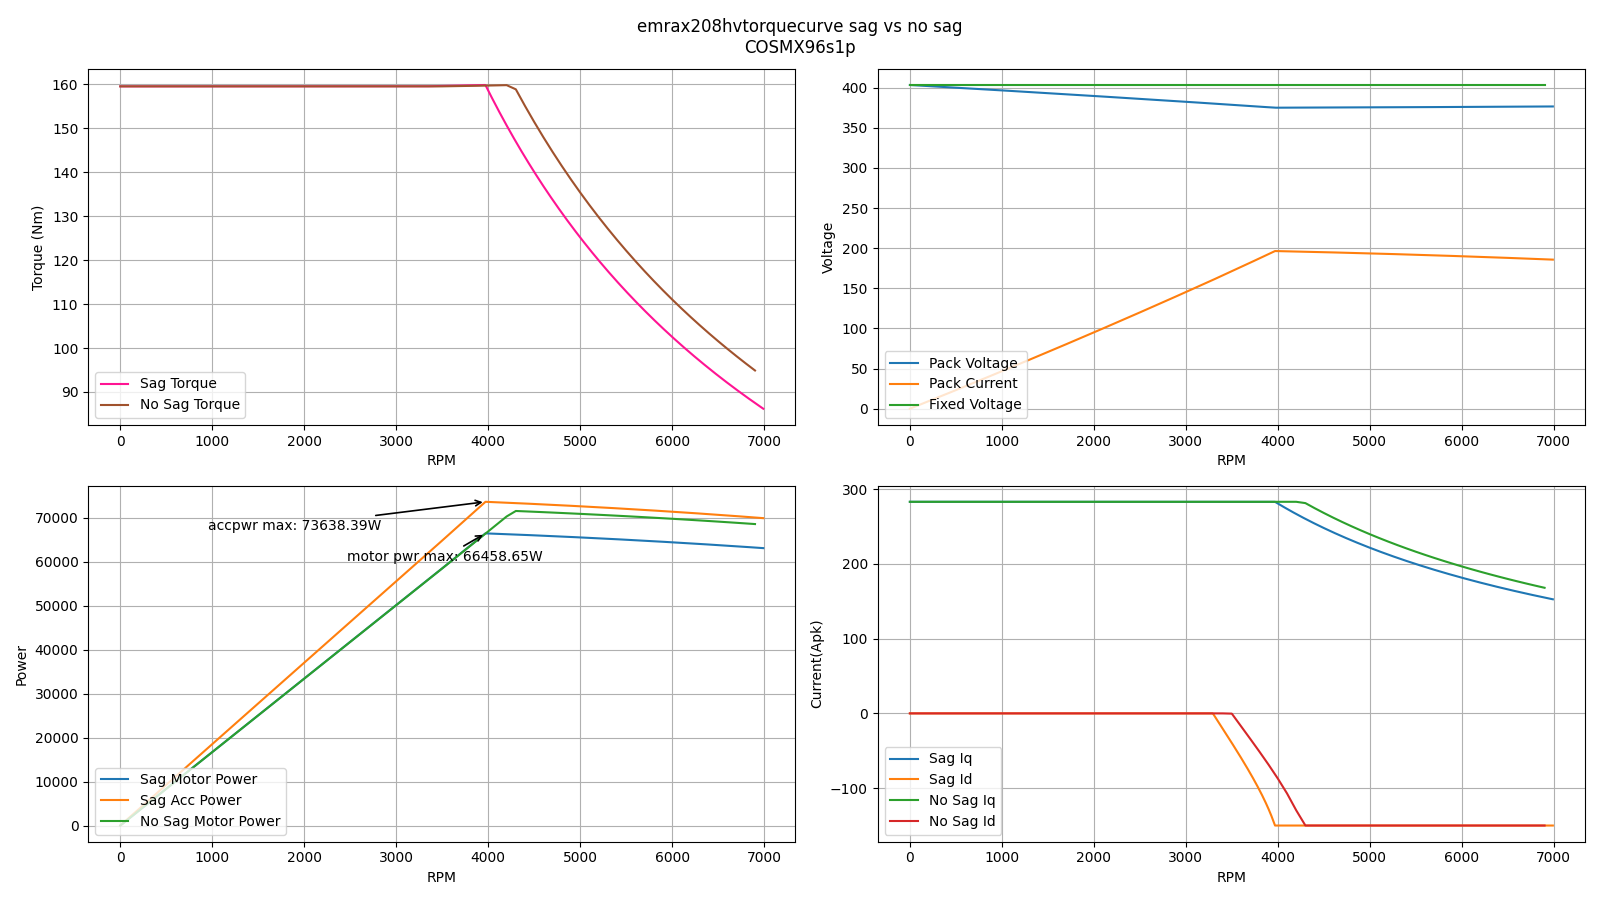 emrax208hvtorquecurve sag vs no sag
COSMX96s1p
160
150
140
130
120
110
100
90
Torque (Nm)
Sag Torque
No Sag Torque
0 1000 2000 3000 4000 5000 6000 7000
RPM
400
350
300
250
200
150
100
50
0
Voltage
Pack Voltage
Pack Current
Fixed Voltage
0 1000 2000 3000 4000 5000 6000 7000
RPM
70000
60000
50000
40000
30000
20000
10000
0
Power
accpwr max: 73638.39W
motor pwr max: 66458.65W
Sag Motor Power
Sag Acc Power
No Sag Motor Power
0 1000 2000 3000 4000 5000 6000 7000
RPM
300
200
100
0
−100
Current(Apk)
Sag Iq
Sag Id
No Sag Iq
No Sag Id
0 1000 2000 3000 4000 5000 6000 7000
RPM